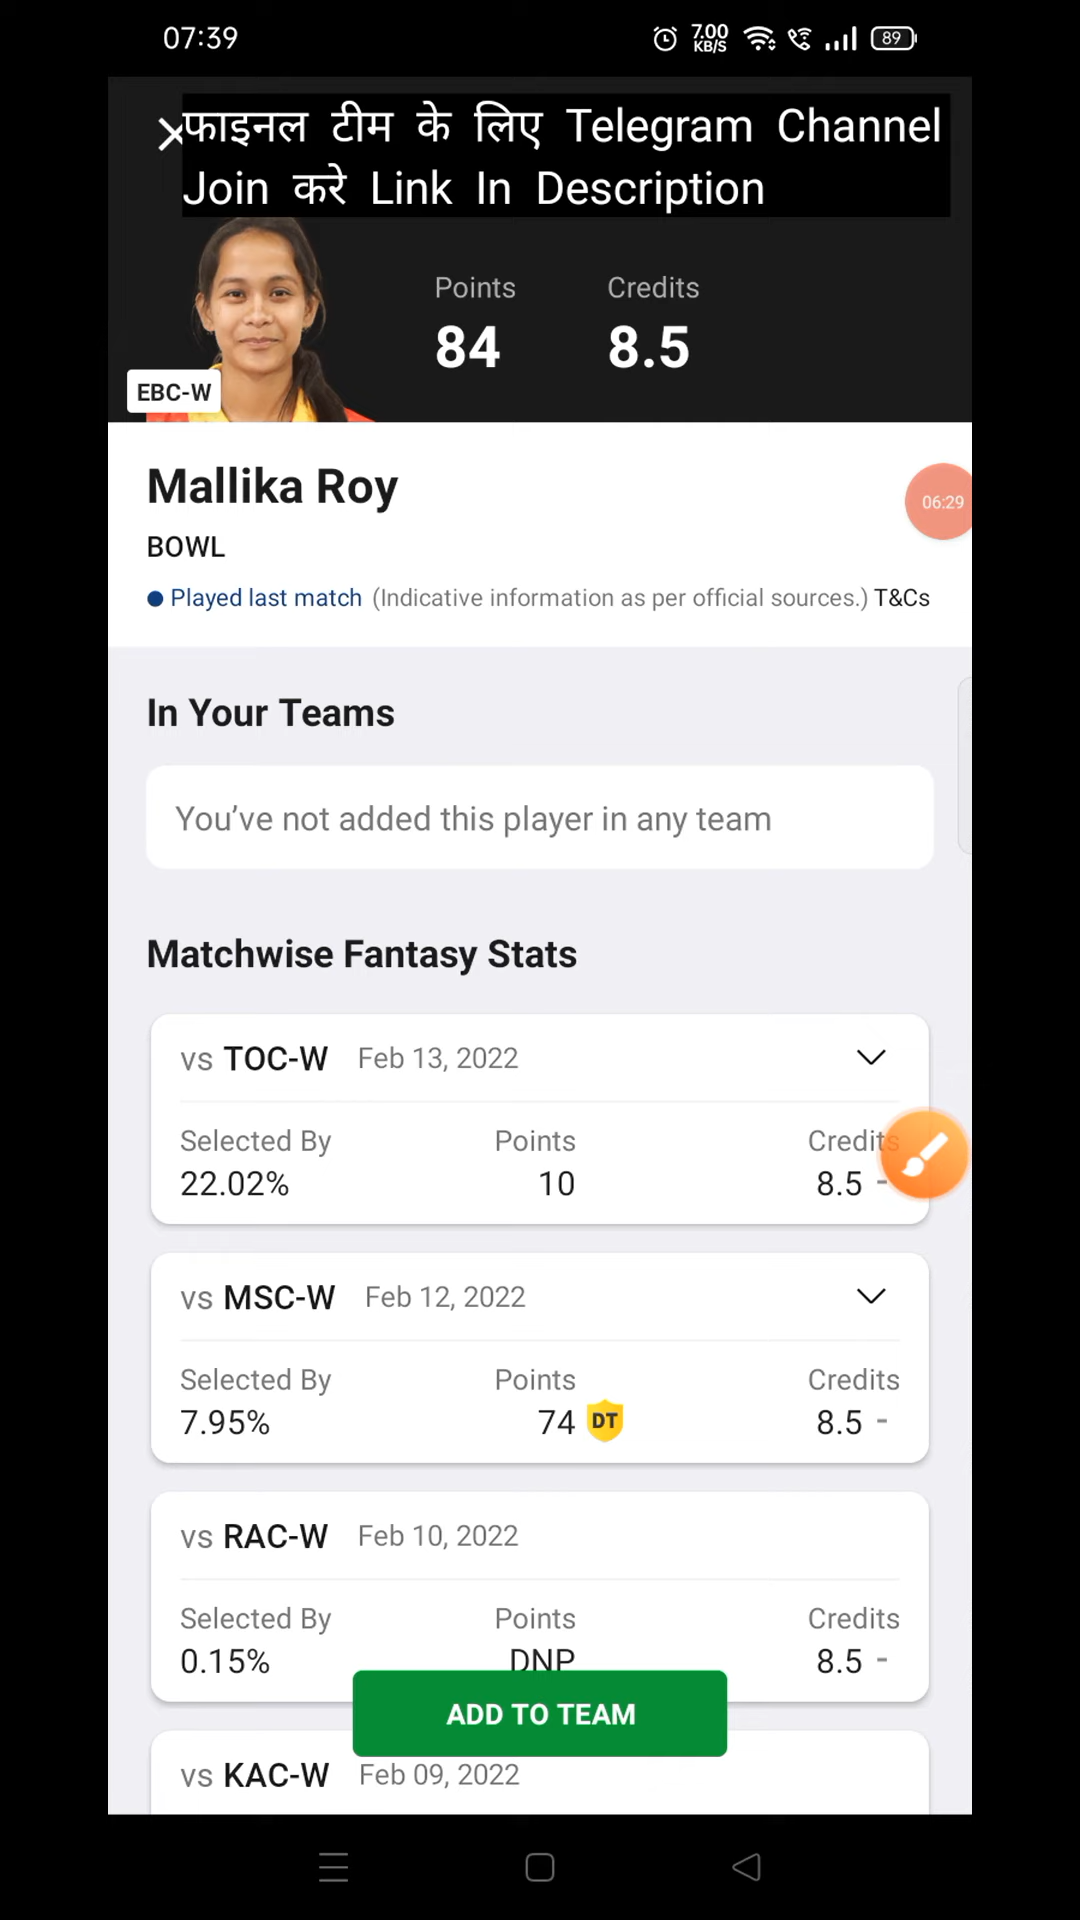 07:39
7.00
KB/S
89
फाइनल टीम के लिए Telegram Channel
Join करे Link In Description
Points
Credits
84
8.5
EBC-W
Mallika Roy
06:29
BOWL
Played last match (Indicative information as per official sources.) T&Cs
In Your Teams
You’ve not added this player in any team
Matchwise Fantasy Stats
vs TOC-W Feb 13, 2022
Selected By Points Credits
22.02% 10 8.5 -
vs MSC-W Feb 12, 2022
Selected By Points Credits
7.95% 74 DT 8.5 -
vs RAC-W Feb 10, 2022
Selected By Points Credits
0.15% DNP 8.5 -
ADD TO TEAM
vs KAC-W Feb 09, 2022